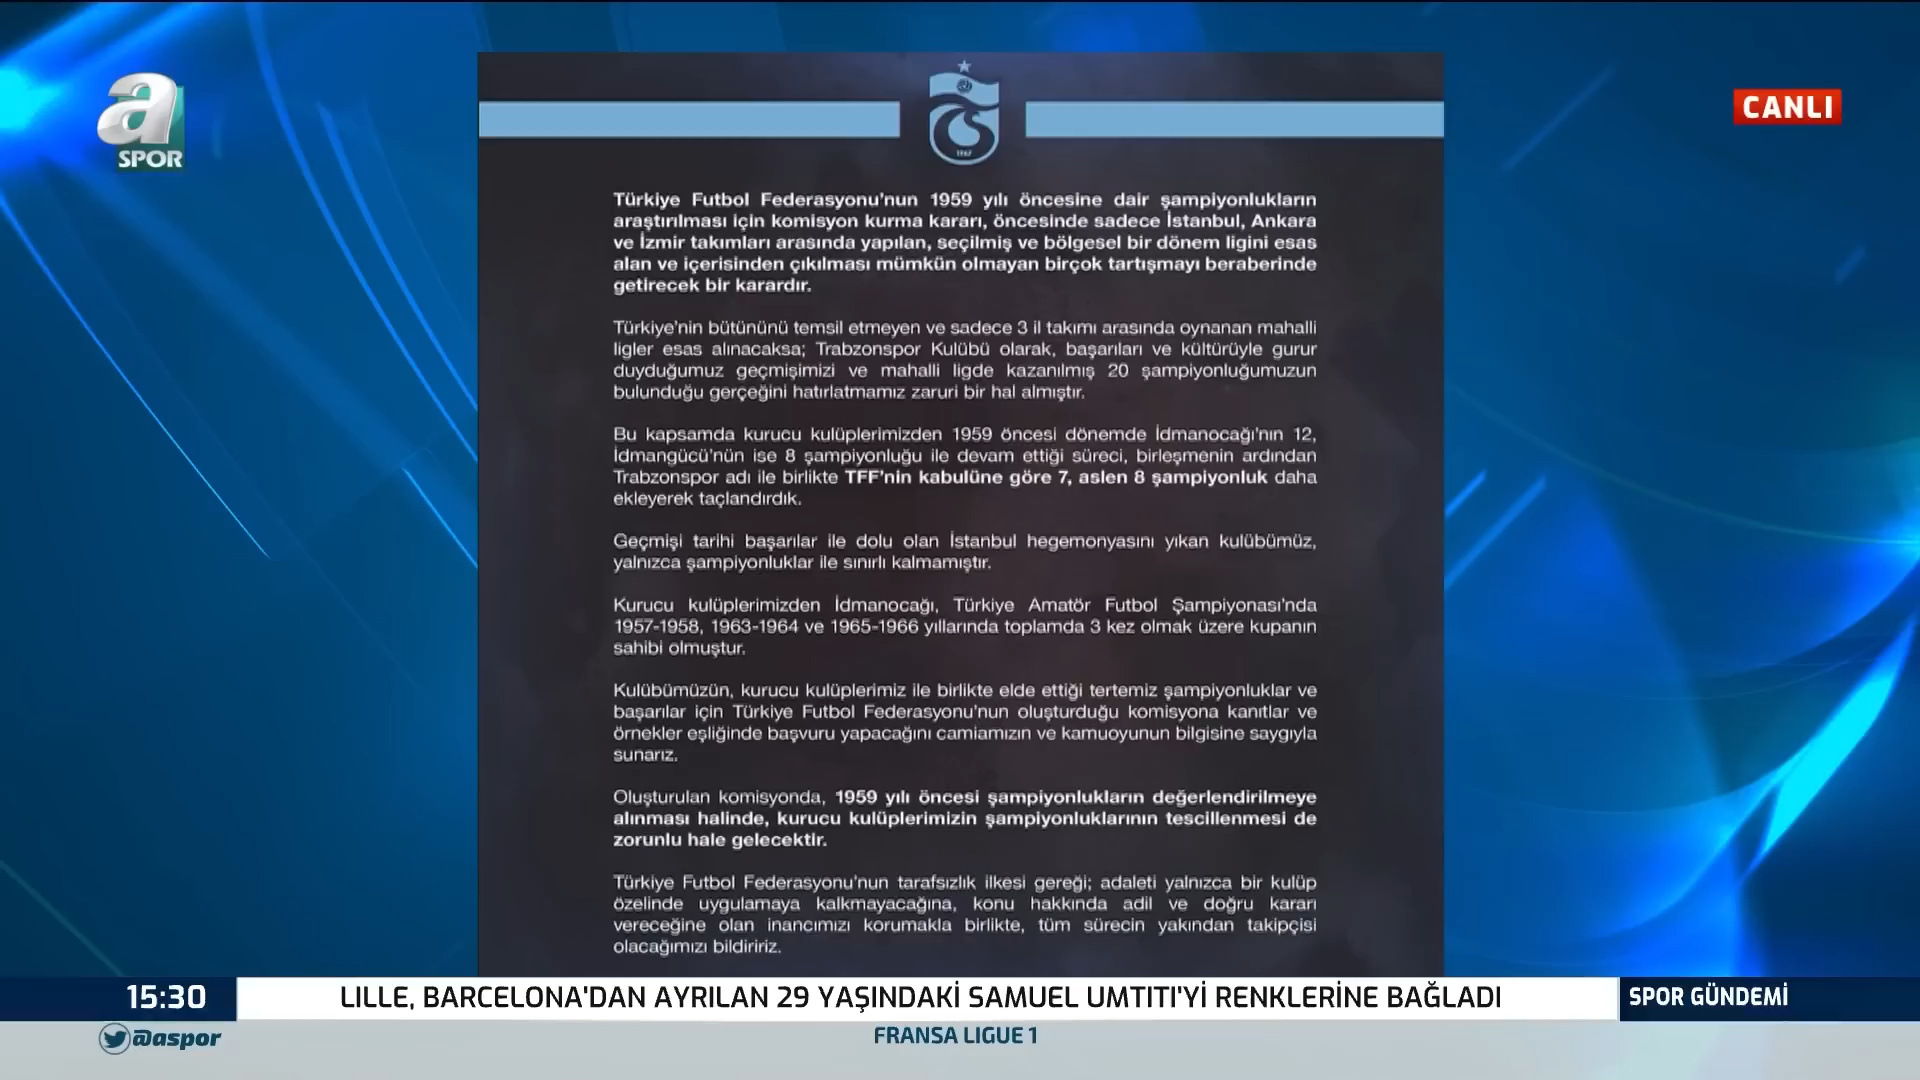 a
SPOR
CANLI
1967
Türkiye Futbol Federasyonu'nun 1959 yılı öncesine dair şampiyonlukların
araştırılması için komisyon kurma kararı, öncesinde sadece İstanbul, Ankara
ve İzmir takımları arasında yapılan, seçilmiş ve bölgesel bir dönem ligini esas
alan ve içerisinden çıkılması mümkün olmayan birçok tartışmayı beraberinde
getirecek bir karardır.
Türkiye'nin bütününü temsil etmeyen ve sadece 3 il takımı arasında oynanan mahalli
ligler esas alınacaksa; Trabzonspor Kulübü olarak, başarıları ve kültürüyle gurur
duyduğumuz geçmişimizi ve mahalli ligde kazanılmış 20 şampiyonluğumuzun
bulunduğu gerçeğini hatırlatmamız zaruri bir hal almıştır.
Bu kapsamda kurucu kulüplerimizden 1959 öncesi dönemde İdmanocağı'nın 12,
İdmangücü'nün ise 8 şampiyonluğu ile devam ettiği süreci, birleşmenin ardından
Trabzonspor adı ile birlikte TFF'nin kabulüne göre 7, aslen 8 şampiyonluk daha
ekleyerek taçlandırdık.
Geçmişi tarihi başarılar ile dolu olan İstanbul hegemonyasını yıkan kulübümüz,
yalnızca şampiyonluklar ile sınırlı kalmamıştır.
Kurucu kulüplerimizden İdmanocağı, Türkiye Amatör Futbol Şampiyonası'nda
1957-1958, 1963-1964 ve 1965-1966 yıllarında toplamda 3 kez olmak üzere kupanın
sahibi olmuştur.
Kulübümüzün, kurucu kulüplerimiz ile birlikte elde ettiği tertemiz şampiyonluklar ve
başarılar için Türkiye Futbol Federasyonu'nun oluşturduğu komisyona kanıtlar ve
örnekler eşliğinde başvuru yapacağını camiamızın ve kamuoyunun bilgisine saygıyla
sunarız.
Oluşturulan komisyonda, 1959 yılı öncesi şampiyonlukların değerlendirilmeye
alınması halinde, kurucu kulüplerimizin şampiyonluklarının tescillenmesi de
zorunlu hale gelecektir.
Türkiye Futbol Federasyonu'nun tarafsızlık ilkesi gereği; adaleti yalnızca bir kulüp
özelinde uygulamaya kalkmayacağına, konu hakkında adil ve doğru kararı
vereceğine olan inancımızı korumakla birlikte, tüm sürecin yakından takipçisi
olacağımızı bildiririz.
15:30
LILLE, BARCELONA'DAN AYRILAN 29 YAŞINDAKİ SAMUEL UMTITI'Yİ RENKLERİNE BAĞLADI
SPOR GÜNDEMİ
@aspor
FRANSA LIGUE 1